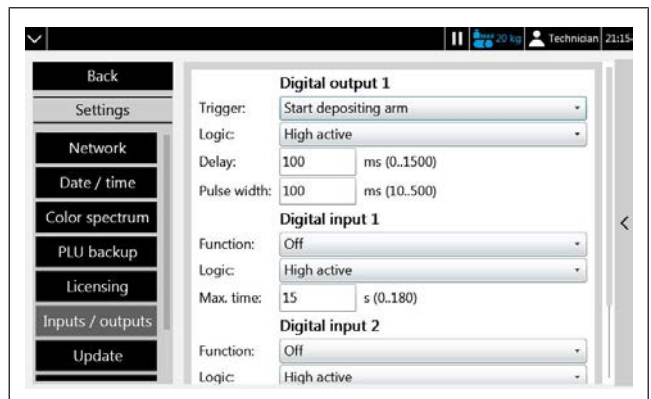 MAX 20 kg Technician 21:15
Back
Settings
Network
Date / time
Color spectrum
PLU backup
Licensing
Inputs / outputs
Update
Digital output 1
Trigger: Start depositing arm
Logic: High active
Delay: 100 ms (0..1500)
Pulse width: 100 ms (10..500)
Digital input 1
Function: Off
Logic: High active
Max. time: 15 s (0..180)
Digital input 2
Function: Off
Logic: High active